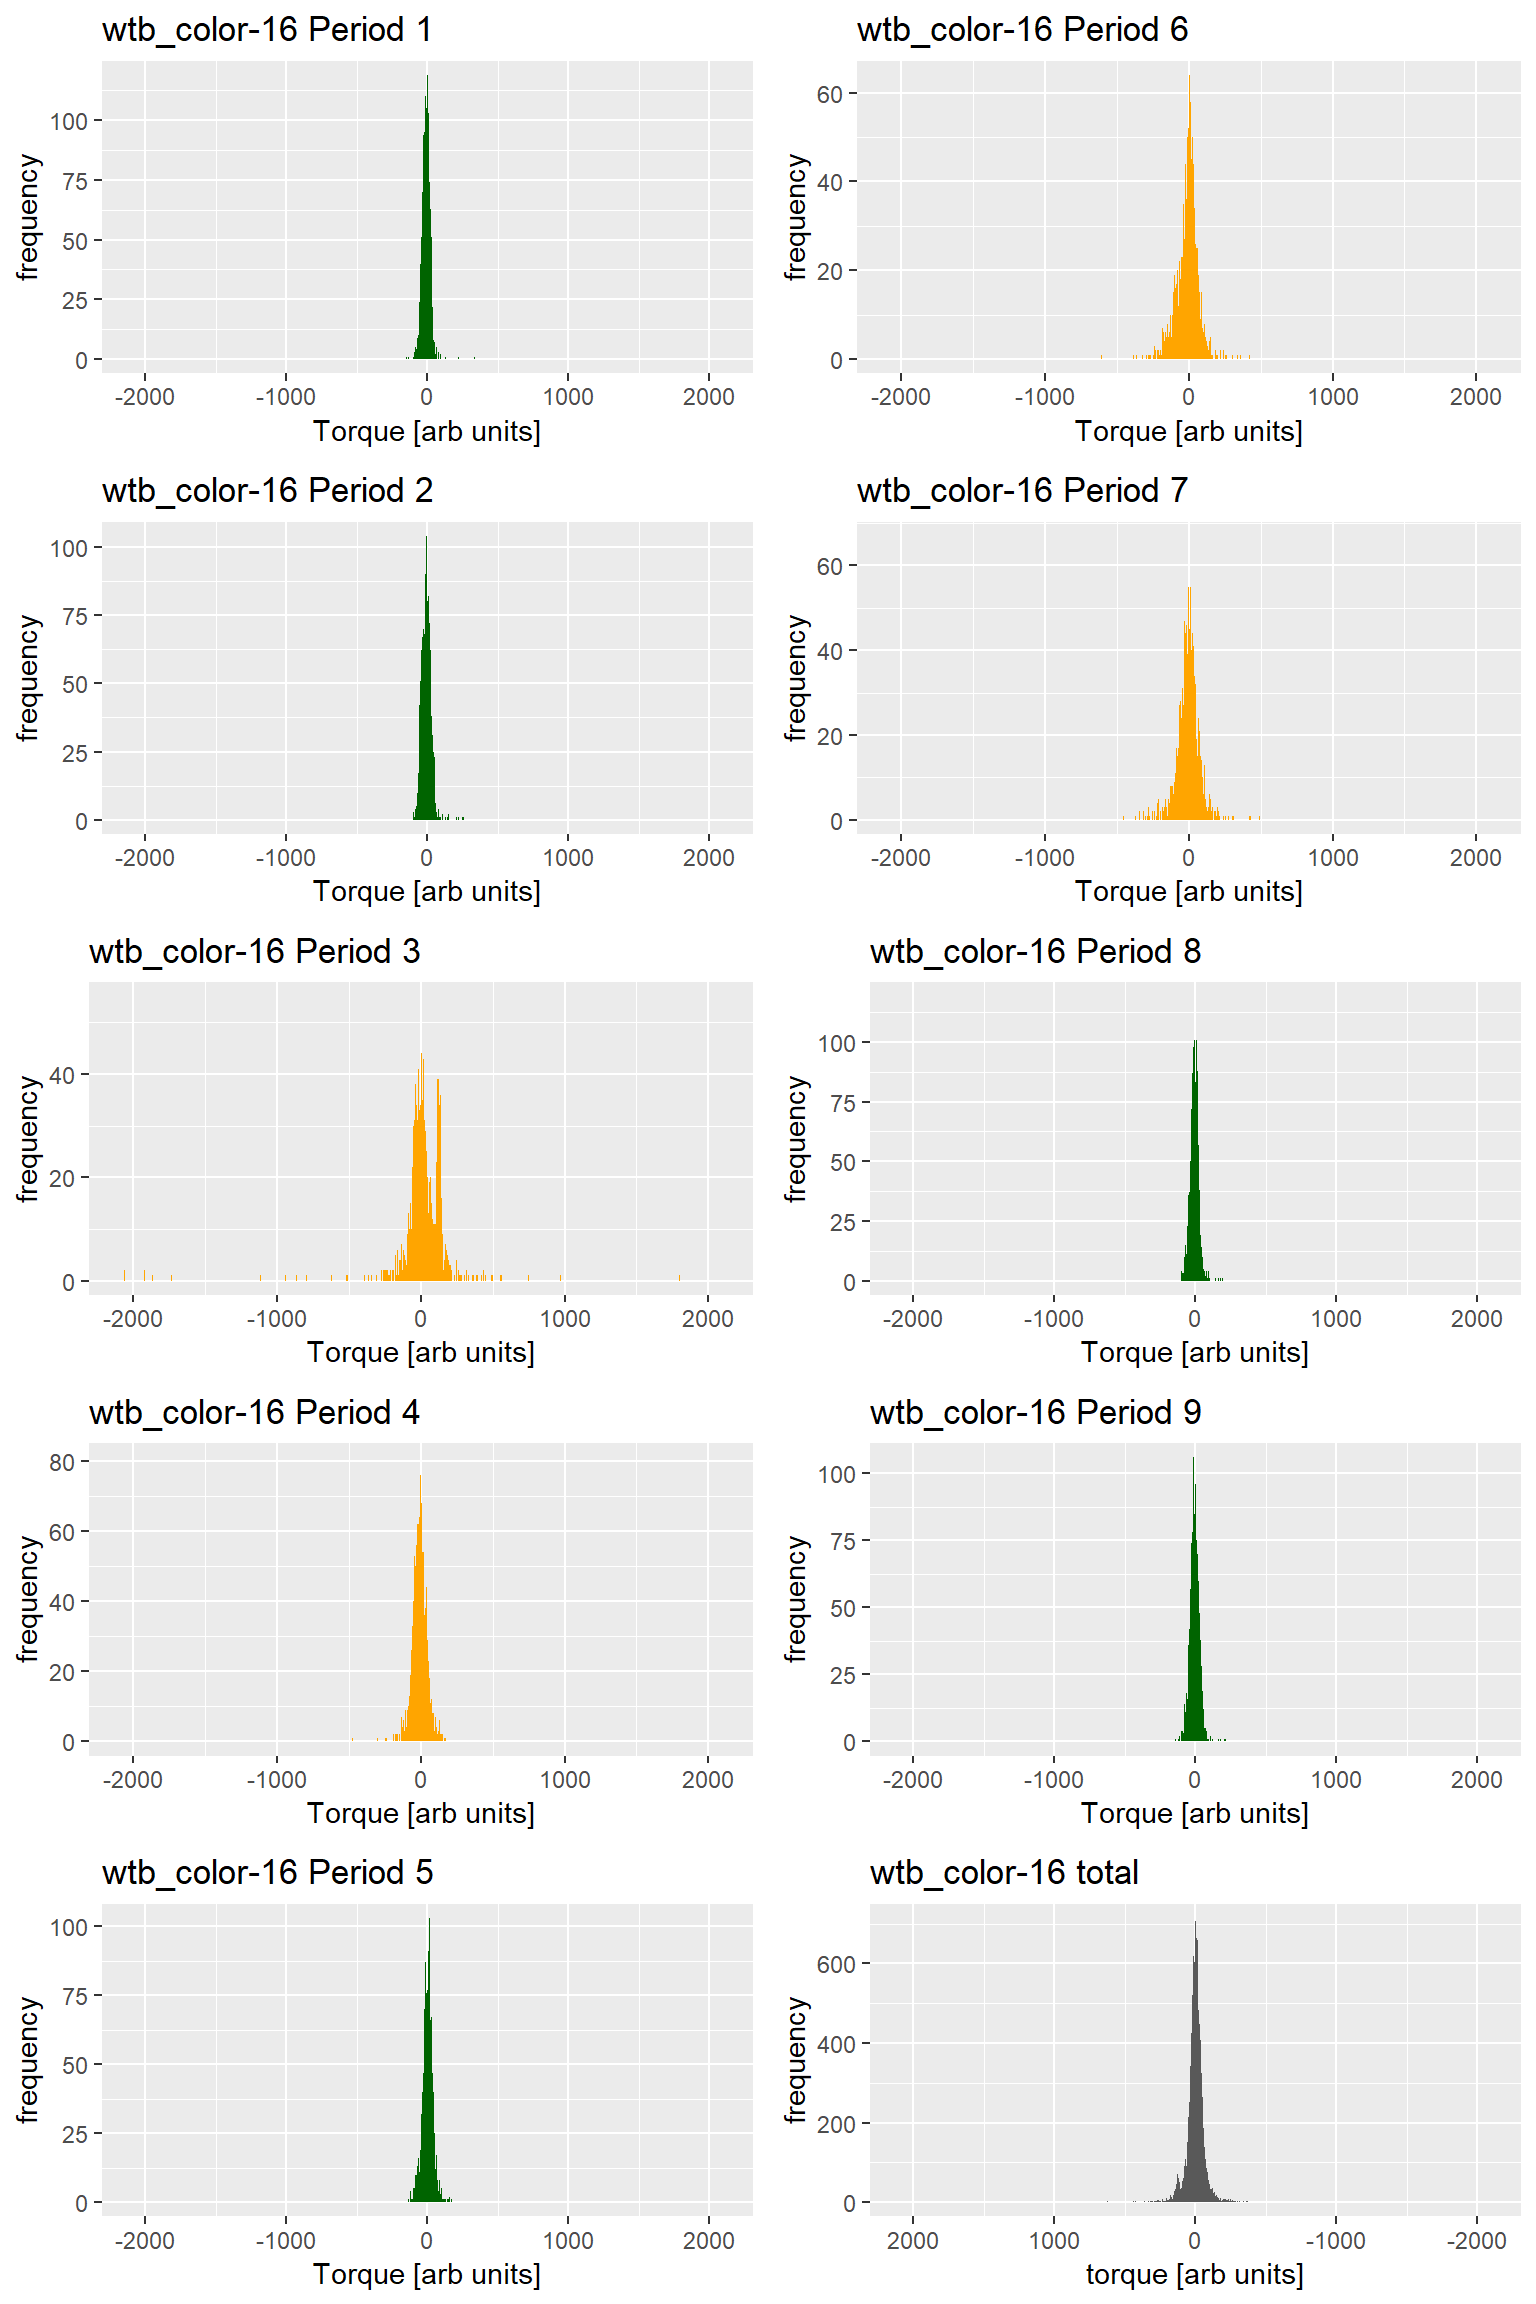 wtb_color-16 Period 1
frequency
100
75
50
25
0
-2000 -1000 0 1000 2000
Torque [arb units]
wtb_color-16 Period 2
frequency
100
75
50
25
0
-2000 -1000 0 1000 2000
Torque [arb units]
wtb_color-16 Period 3
frequency
40
20
0
-2000 -1000 0 1000 2000
Torque [arb units]
wtb_color-16 Period 4
frequency
80
60
40
20
0
-2000 -1000 0 1000 2000
Torque [arb units]
wtb_color-16 Period 5
frequency
100
75
50
25
0
-2000 -1000 0 1000 2000
Torque [arb units]
wtb_color-16 Period 6
frequency
60
40
20
0
-2000 -1000 0 1000 2000
Torque [arb units]
wtb_color-16 Period 7
frequency
60
40
20
0
-2000 -1000 0 1000 2000
Torque [arb units]
wtb_color-16 Period 8
frequency
100
75
50
25
0
-2000 -1000 0 1000 2000
Torque [arb units]
wtb_color-16 Period 9
frequency
100
75
50
25
0
-2000 -1000 0 1000 2000
Torque [arb units]
wtb_color-16 total
frequency
600
400
200
0
2000 1000 0 -1000 -2000
torque [arb units]